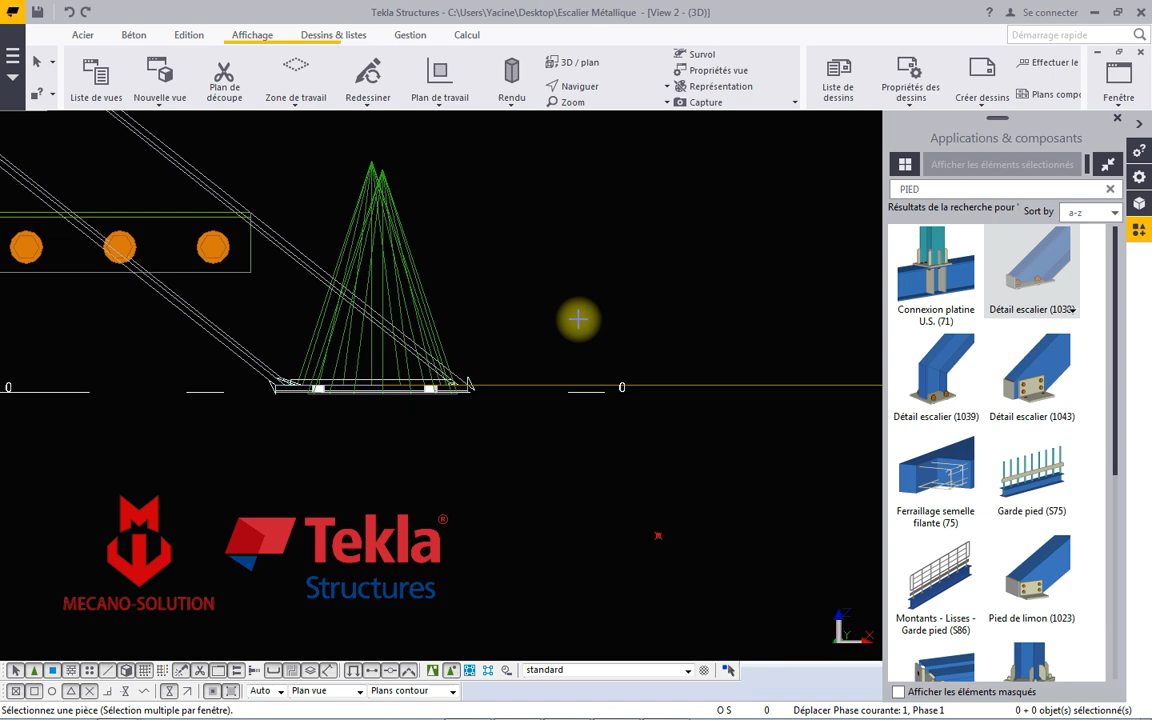 Tekla Structures - C:\Users\Yacine\Desktop\Escalier Métallique - [View 2 - (3D)]
? Se connecter
Acier Béton Edition Affichage Dessins & listes Gestion Calcul
Démarrage rapide
Liste de vues
Nouvelle vue
Plan de découpe
Zone de travail
Redessiner
Plan de travail
Rendu
3D / plan
Naviguer
Zoom
Survol
Propriétés vue
Représentation
Capture
Liste de dessins
Propriétés des dessins
Créer dessins
Effectuer le
Plans compo
Fenêtre
Applications & composants
Afficher les éléments sélectionnés
PIED
Résultats de la recherche pour '
Sort by a-z
Connexion platine U.S. (71)
Détail escalier (1038)
Détail escalier (1039)
Détail escalier (1043)
Ferraillage semelle filante (75)
Garde pied (S75)
Montants - Lisses - Garde pied (S86)
Pied de limon (1023)
Afficher les éléments masqués
0
0
MECANO-SOLUTION
Tekla®
Structures
Z
Y
X
standard
Auto Plan vue Plans contour
Sélectionnez une pièce (Sélection multiple par fenêtre).
O S 0 Déplacer Phase courante: 1, Phase1 0 + 0 objet(s) sélectionné(s)